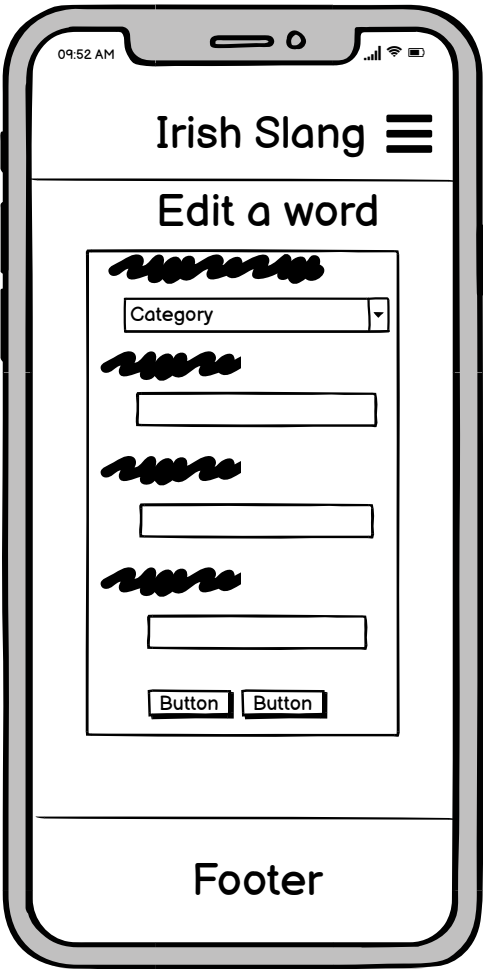 09:52 AM
Irish Slang
Edit a word
Category
Button Button
Footer